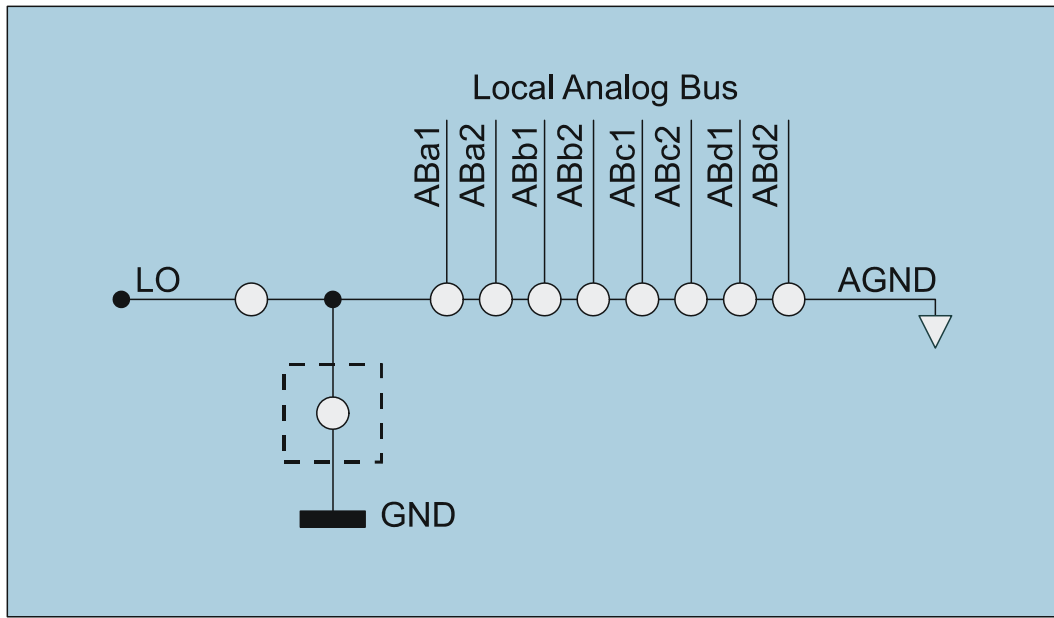 Local Analog Bus
ABa1
ABa2
ABb1
ABb2
ABc1
ABc2
ABd1
ABd2
LO
AGND
GND